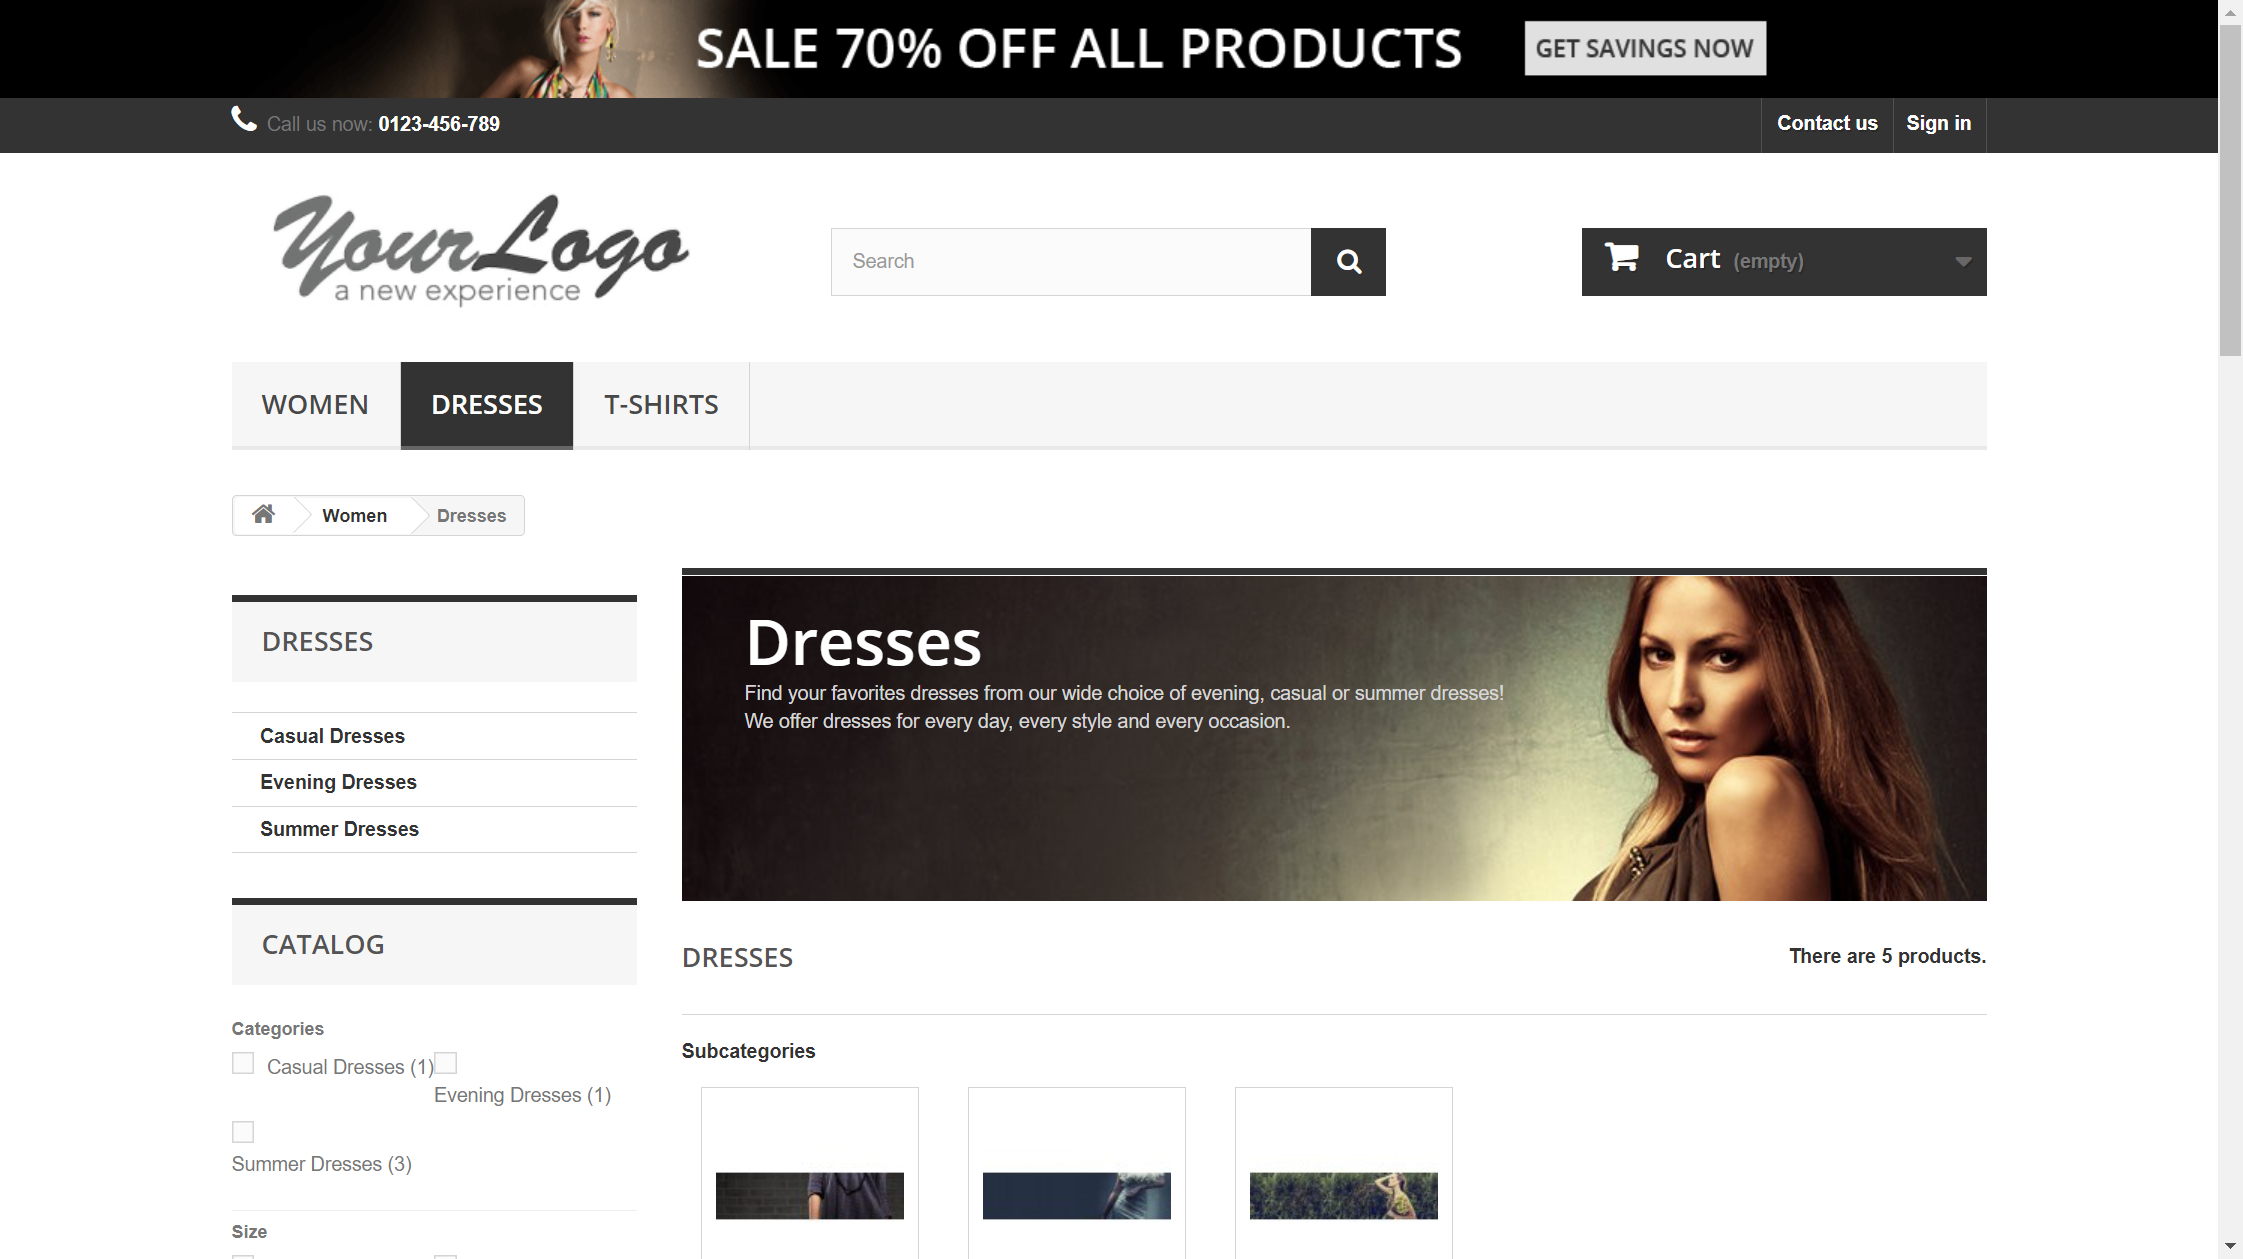 SALE 70% OFF ALL PRODUCTS GET SAVINGS NOW
Call us now: 0123-456-789 Contact us Sign in
YourLogo
a new experience
Search
Cart (empty)
WOMEN DRESSES T-SHIRTS
Women Dresses
DRESSES
Casual Dresses
Evening Dresses
Summer Dresses
CATALOG
Categories
Casual Dresses (1)
Evening Dresses (1)
Summer Dresses (3)
Size
Dresses
Find your favorites dresses from our wide choice of evening, casual or summer dresses!
We offer dresses for every day, every style and every occasion.
DRESSES There are 5 products.
Subcategories